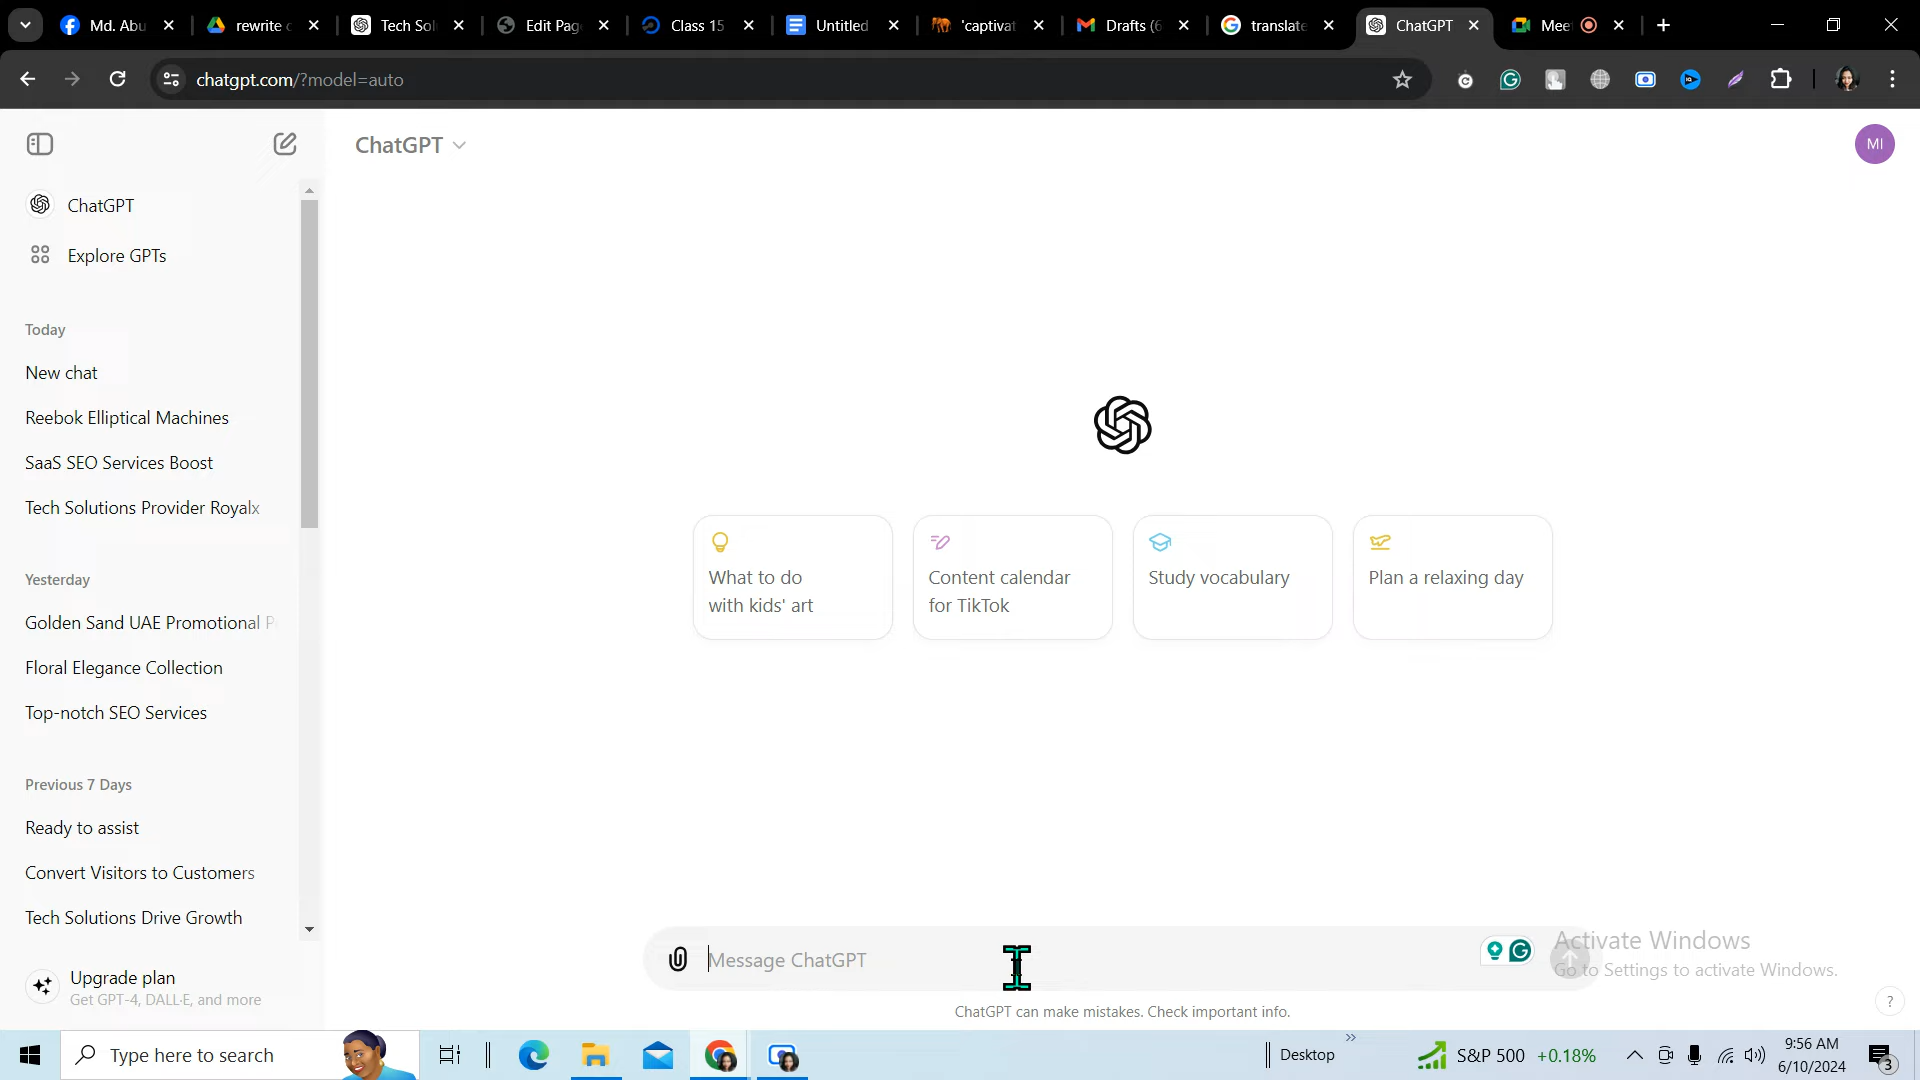 Md. Abu
rewrite c
Tech Sol
Edit Pag
Class 15
Untitled
'captivat
Drafts (6
translate
ChatGPT
Mee
chatgpt.com/?model=auto
ChatGPT
MI
ChatGPT
Explore GPTs
Today
New chat
Reebok Elliptical Machines
SaaS SEO Services Boost
Tech Solutions Provider Royalx
Yesterday
Golden Sand UAE Promotional P
Floral Elegance Collection
Top-notch SEO Services
Previous 7 Days
Ready to assist
Convert Visitors to Customers
Tech Solutions Drive Growth
Upgrade plan
Get GPT-4, DALL·E, and more
What to do
with kids' art
Content calendar
for TikTok
Study vocabulary
Plan a relaxing day
Message ChatGPT
Activate Windows
Go to Settings to activate Windows.
ChatGPT can make mistakes. Check important info.
?
Type here to search
Desktop
S&P 500 +0.18%
9:56 AM
6/10/2024
3